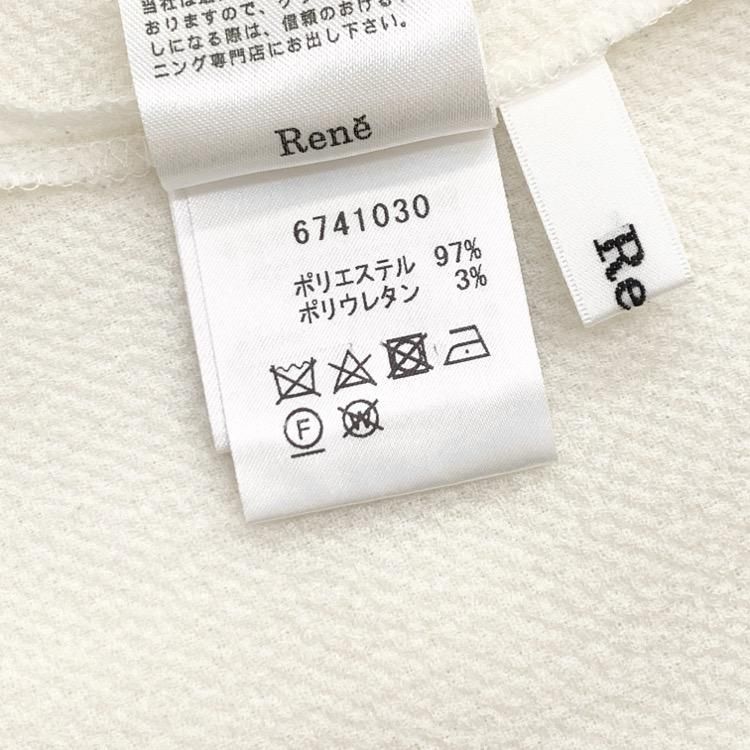 おりますので、
しになる際は、信頼のおける
ニング専門店にお出し下さい。
René
6741030
ポリエステル 97%
ポリウレタン 3%
F
W
Re